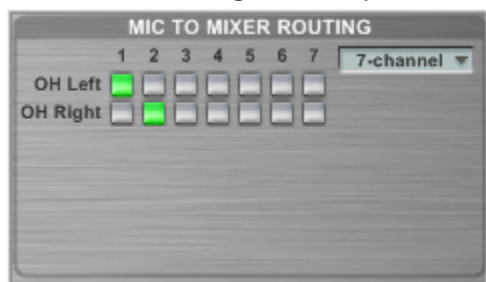 MIC TO MIXER ROUTING
1 2 3 4 5 6 7 7-channel
OH Left
OH Right